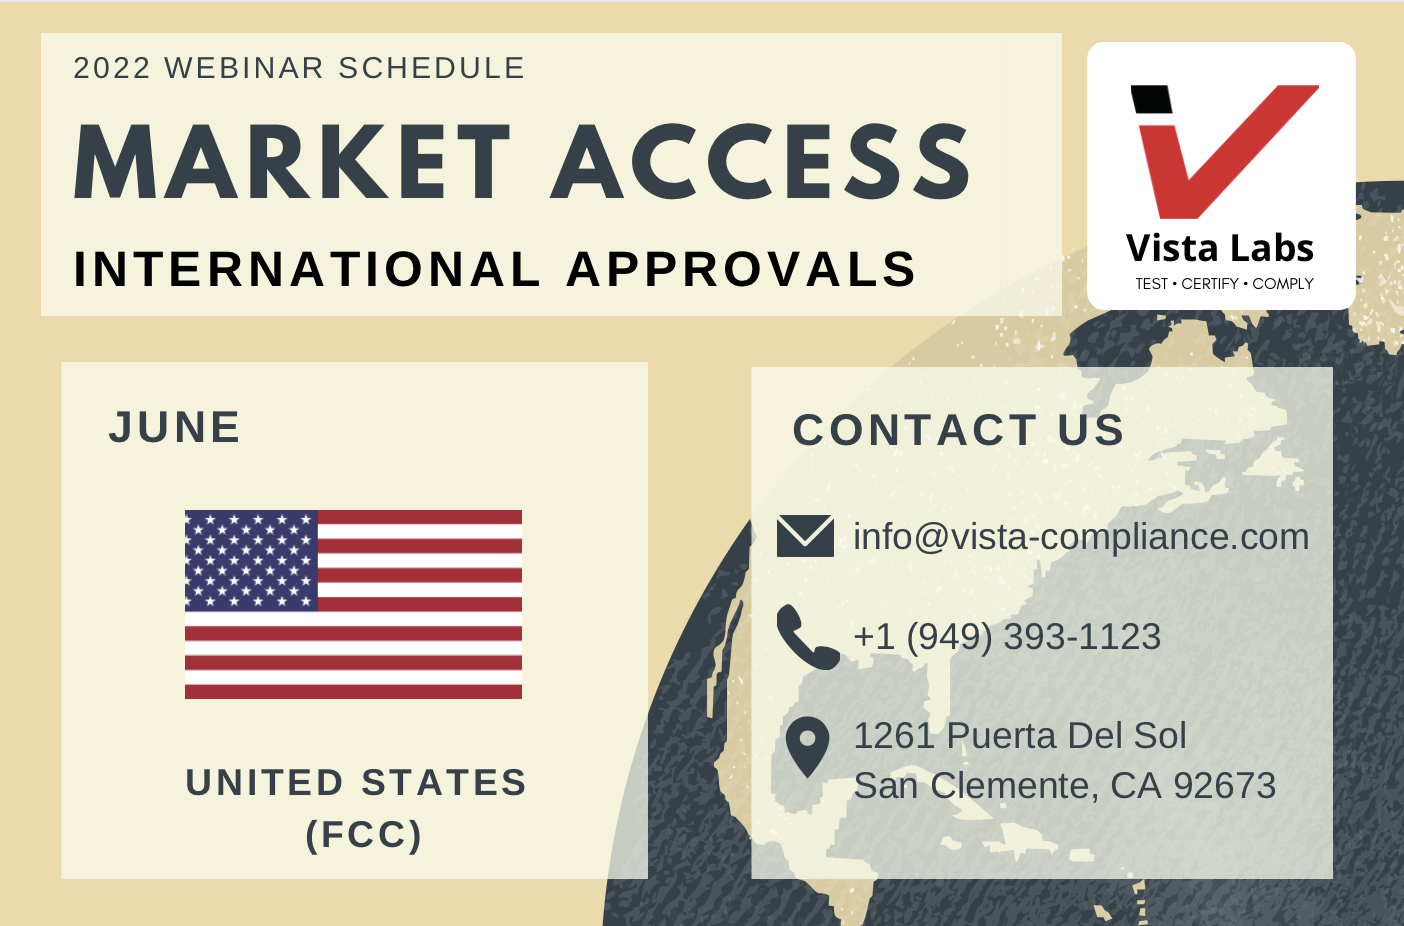 2022 WEBINAR SCHEDULE
MARKET ACCESS
INTERNATIONAL APPROVALS
Vista Labs
TEST • CERTIFY • COMPLY
JUNE
UNITED STATES
(FCC)
CONTACT US
info@vista-compliance.com
+1 (949) 393-1123
1261 Puerta Del Sol
San Clemente, CA 92673